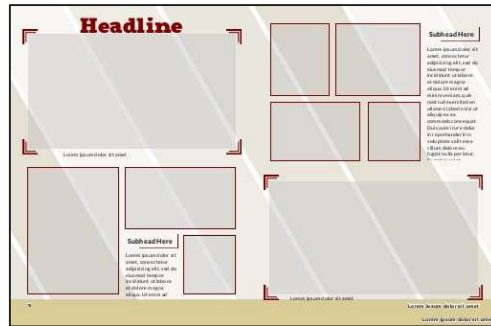 Headline
Lorem ipsum dolor sit amet
Subhead Here
Lorem ipsum dolor sit
amet, consectetur
adipiscing elit, sed do
eiusmod tempor
incididunt ut labore
et dolore magna
aliqua. Ut enim ad
Subhead Here
Lorem ipsum dolor sit
amet, consectetur
adipiscing elit, sed do
eiusmod tempor
incididunt ut labore
et dolore magna
aliqua. Ut enim ad
minim veniam, quis
nostrud exercitation
ullamco laboris nisi ut
aliquip ex ea
commodo consequat.
Duis aute irure dolor
in reprehenderit in
voluptate velit esse
cillum dolore eu
fugiat nulla pariatur.
Lorem ipsum dolor sit amet
Lorem ipsum dolor sit amet
Lorem ipsum dolor sit amet